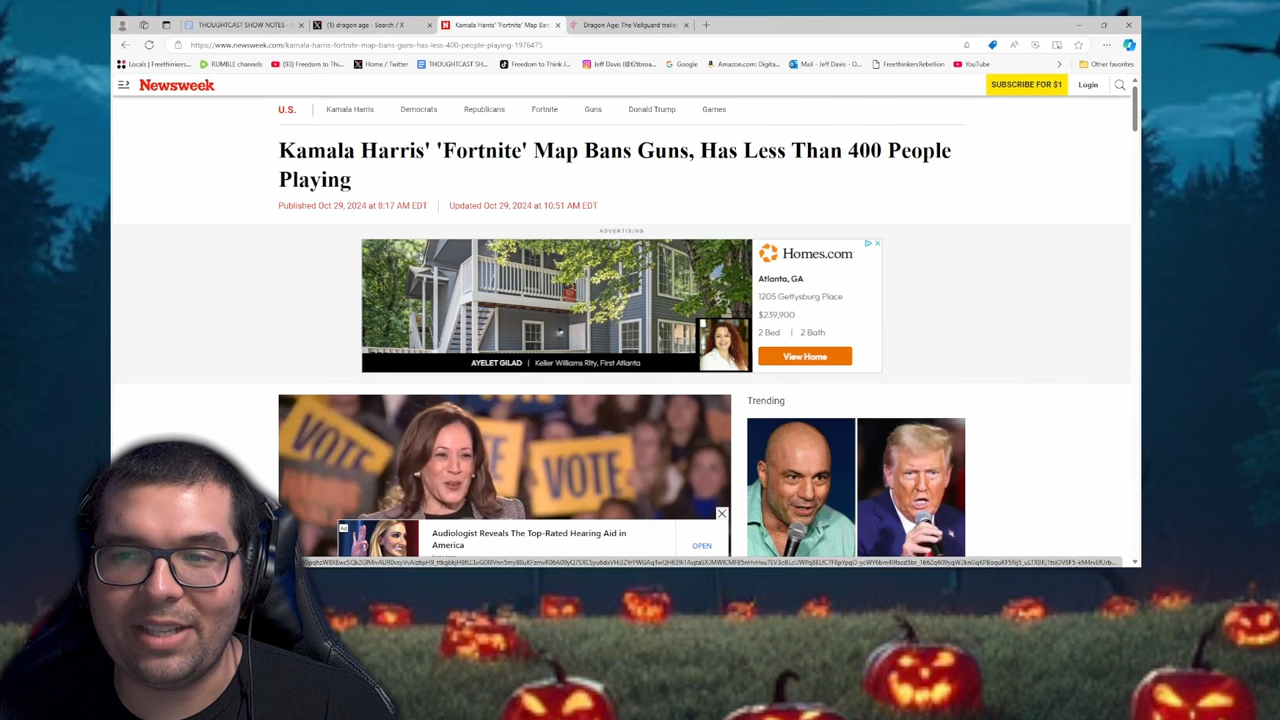 THOUGHTCAST SHOW NOTES -
(1) dragon age - Search / X
Kamala Harris' 'Fortnite' Map Ban
Dragon Age: The Veilguard trailer
https://www.newsweek.com/kamala-harris-fortnite-map-bans-guns-has-less-400-people-playing-1976475
Locals | Freethinkers...
RUMBLE channels
(93) Freedom to Thi...
Home / Twitter
THOUGHTCAST SH...
Freedom to Think J...
Jeff Davis (@f2tbroa...
Google
Amazon.com: Digita...
Mail - Jeff Davis - O...
FreethinkersRebellion
YouTube
Other favorites
Newsweek
SUBSCRIBE FOR $1
Login
U.S.
Kamala Harris
Democrats
Republicans
Fortnite
Guns
Donald Trump
Games
Kamala Harris' 'Fortnite' Map Bans Guns, Has Less Than 400 People
Playing
Published Oct 29, 2024 at 8:17 AM EDT
Updated Oct 29, 2024 at 10:51 AM EDT
ADVERTISING
Homes.com
Atlanta, GA
1205 Gettysburg Place
$239,900
2 Bed | 2 Bath
View Home
AYELET GILAD | Keller Williams Rlty, First Atlanta
Trending
VOTE
VOTE
Ad
Audiologist Reveals The Top-Rated Hearing Aid in
America
OPEN